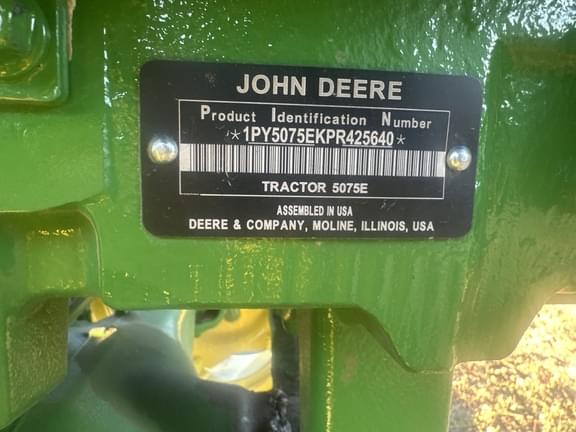 JOHN DEERE
Product Identification Number
*1PY5075EKPR425640*
TRACTOR 5075E
ASSEMBLED IN USA
DEERE & COMPANY, MOLINE, ILLINOIS, USA